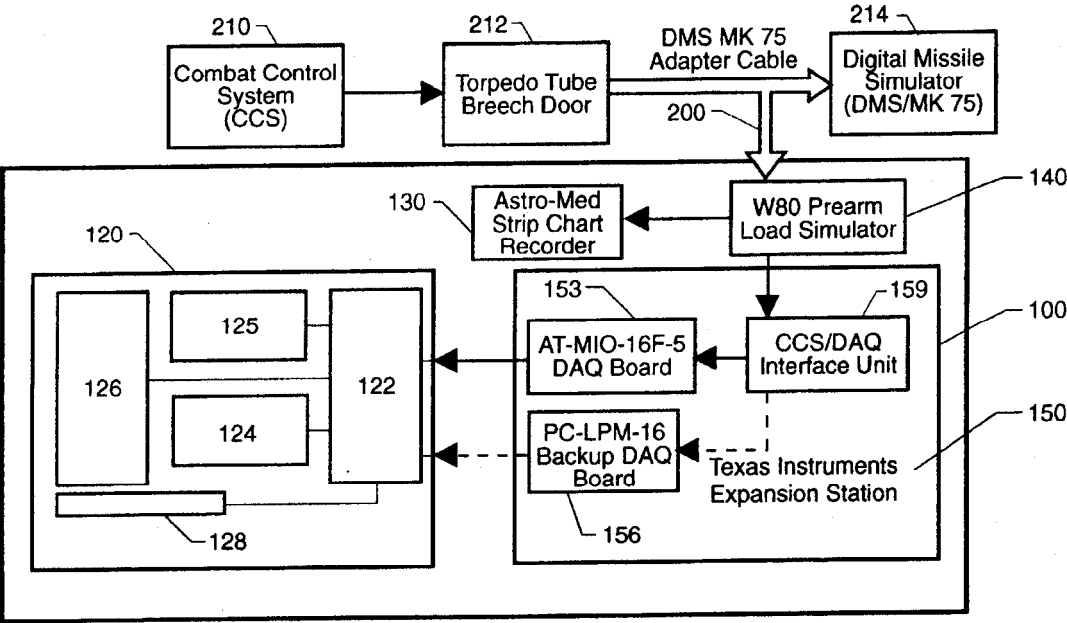 210
212
214
Combat Control
System
(CCS)
Torpedo Tube
Breech Door
DMS MK 75
Adapter Cable
Digital Missile
Simulator
(DMS/MK 75)
200
130
Astro-Med
Strip Chart
Recorder
W80 Prearm
Load Simulator
140
120
153
159
100
125
126
122
124
128
AT-MIO-16F-5
DAQ Board
CCS/DAQ
Interface Unit
PC-LPM-16
Backup DAQ
Board
150
Texas Instruments
Expansion Station
156